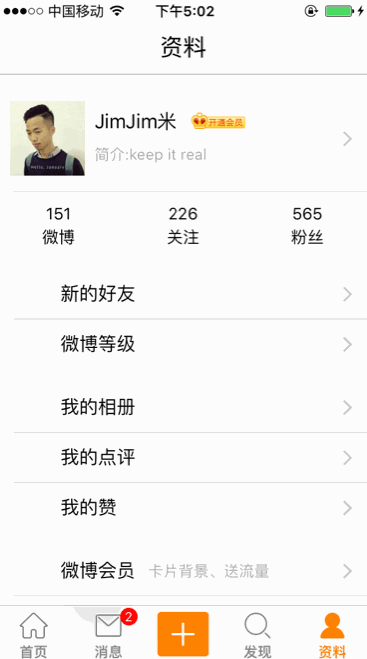 中国移动 下午5:02
资料
JimJim米 开通会员
简介:keep it real
151 226 565
微博 关注 粉丝
新的好友
微博等级
我的相册
我的点评
我的赞
微博会员 卡片背景、送流量
2
首页 消息 发现 资料